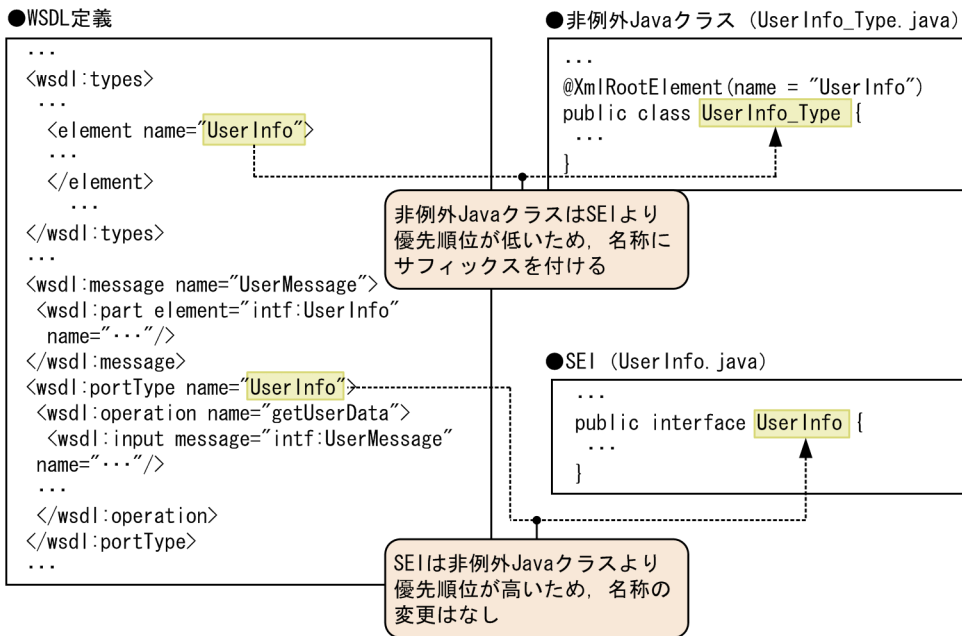 ●WSDL定義
...
<wsdl:types>
...
<element name="UserInfo">
...
</element>
...
</wsdl:types>
...
<wsdl:message name="UserMessage">
<wsdl:part element="intf:UserInfo"
name="..."/>
</wsdl:message>
<wsdl:portType name="UserInfo">
<wsdl:operation name="getUserData">
<wsdl:input message="intf:UserMessage"
name="..."/>
...
</wsdl:operation>
</wsdl:portType>
...
●非例外Javaクラス (UserInfo_Type.java)
...
@XmlRootElement(name = "UserInfo")
public class UserInfo_Type {
...
}
非例外JavaクラスはSEIより
優先順位が低いため，名称に
サフィックスを付ける
●SEI (UserInfo.java)
...
public interface UserInfo {
...
}
SEIは非例外Javaクラスより
優先順位が高いため，名称の
変更はなし